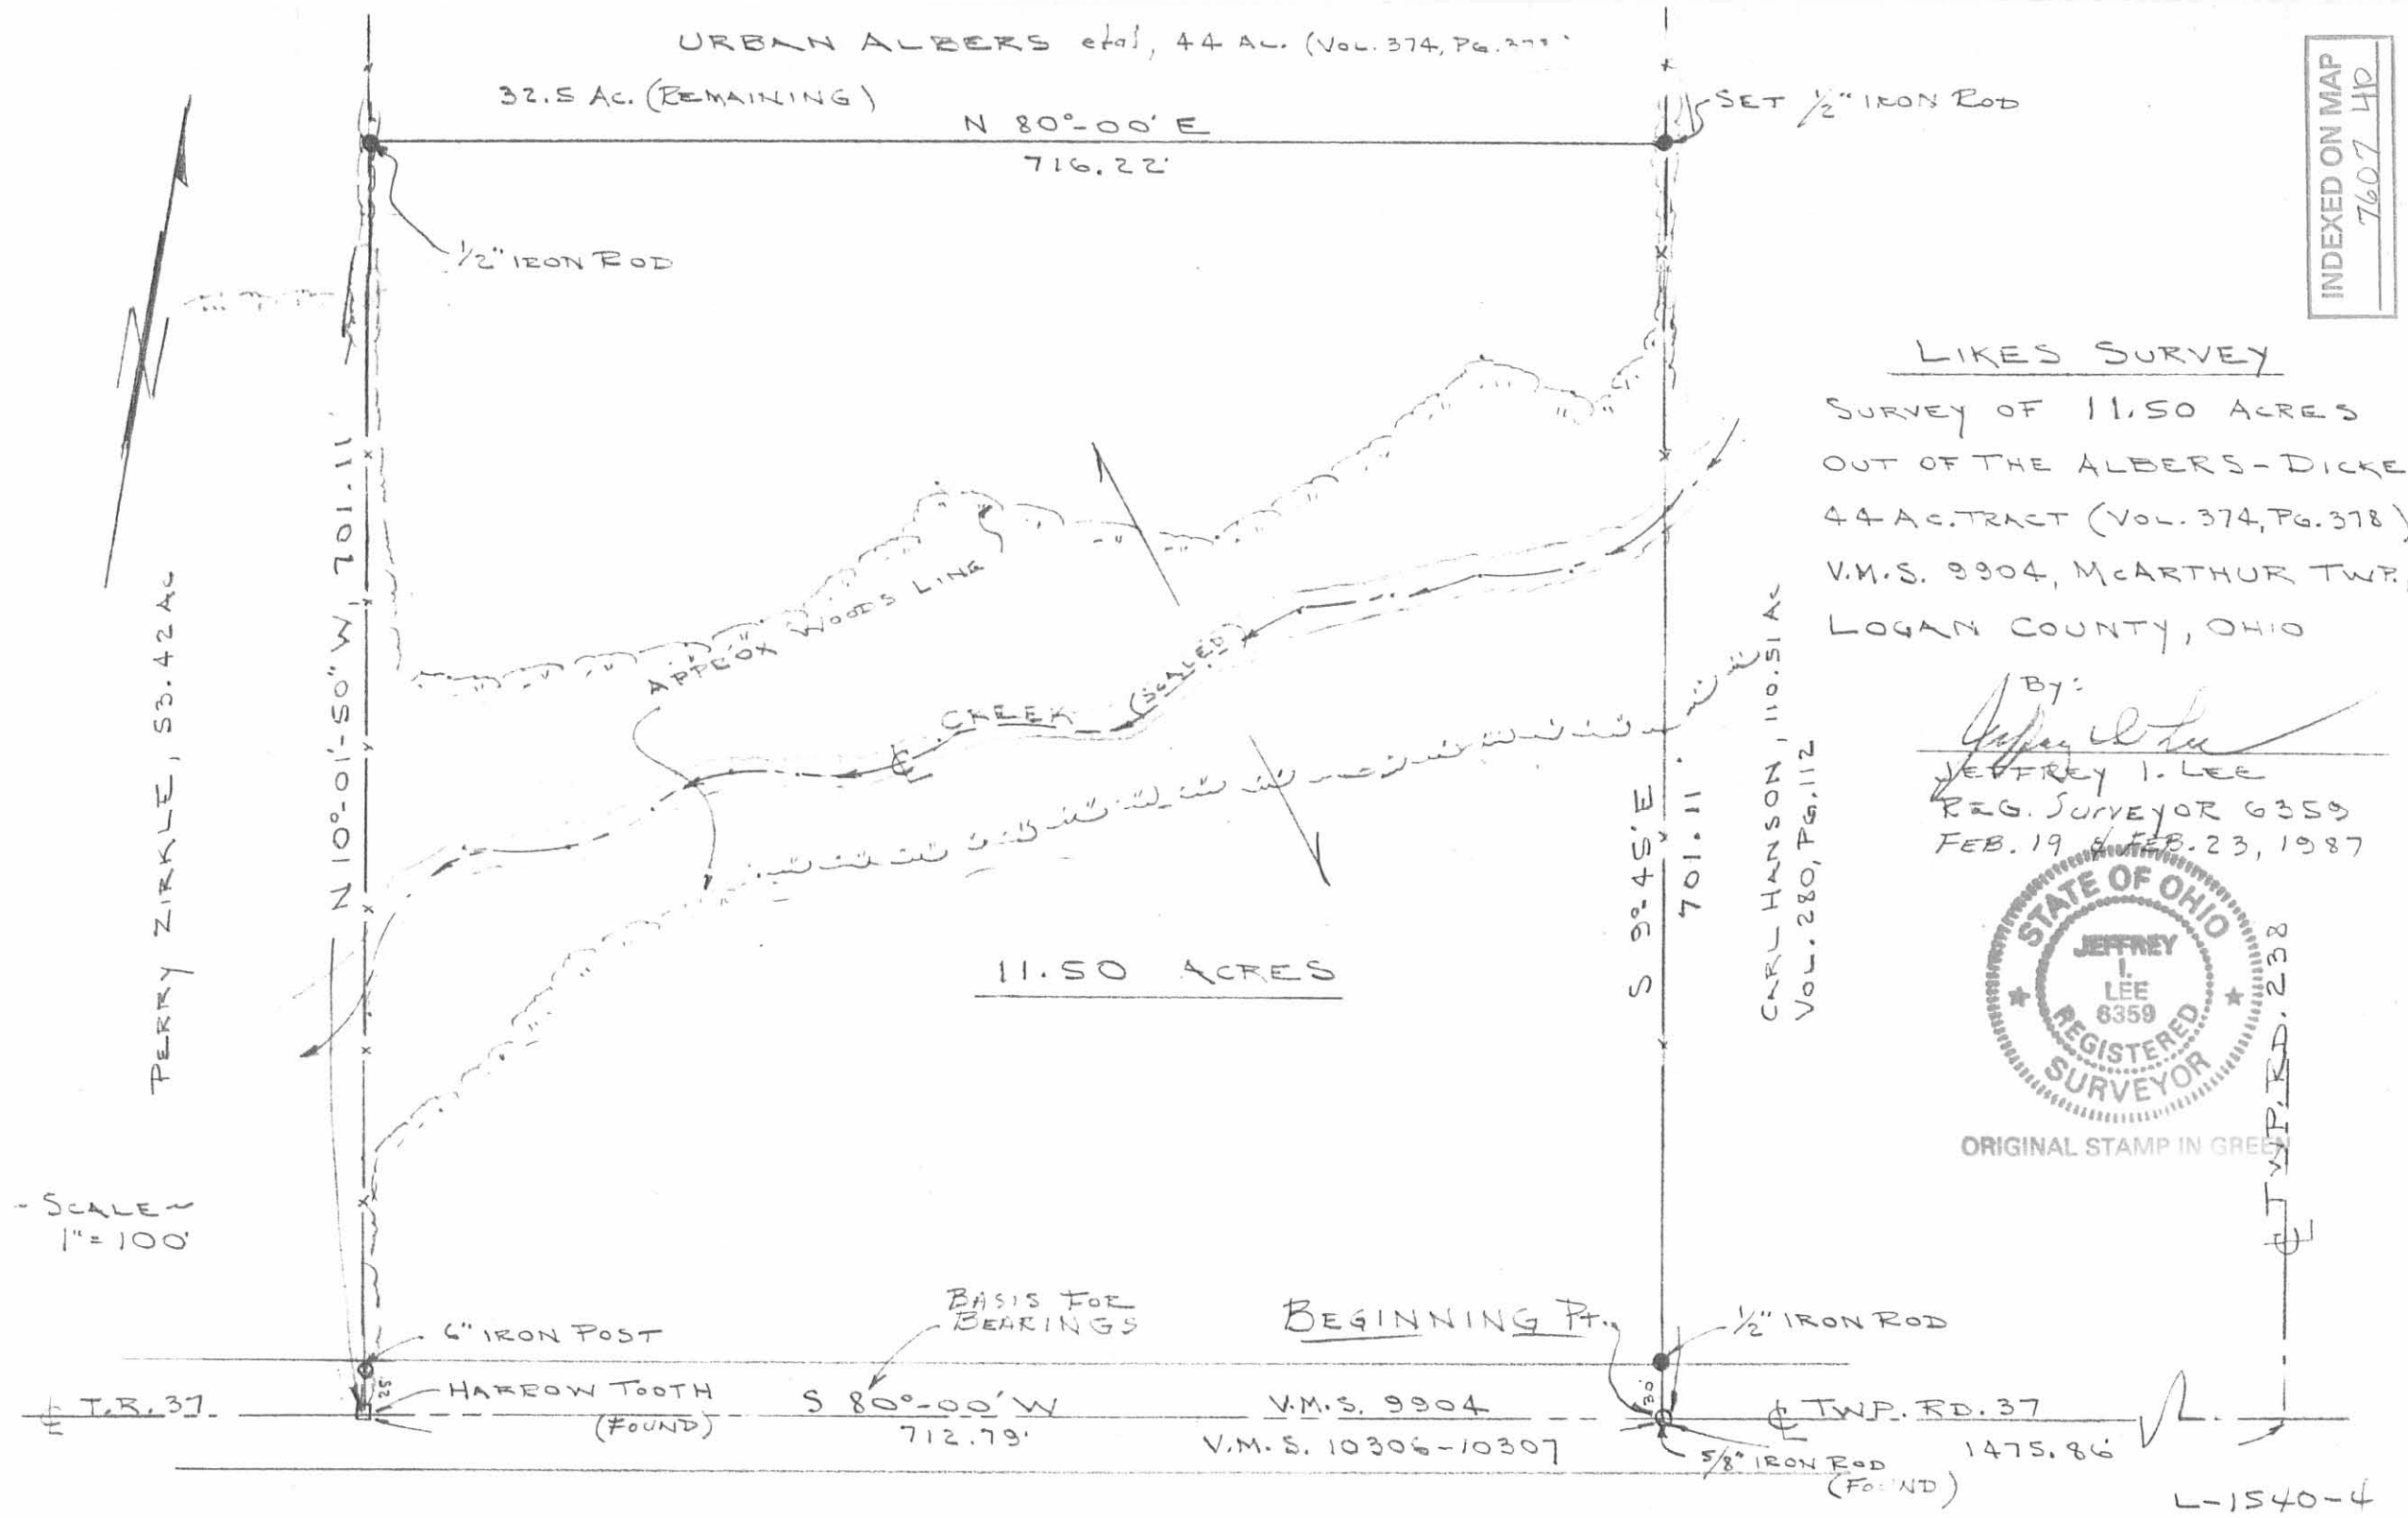 URBAN ALBERS etal, 44 AC. (VOL. 374, PG.
32.5 AC. (REMAINING)
N 80°-00' E
716.22'
SET 1/2" IRON ROD
INDEXED ON MAP
7607 4D
1/2" IRON ROD
N
LIKES SURVEY
SURVEY OF 11.50 ACRES
OUT OF THE ALBERS-DICKE
44 AC. TRACT (VOL. 374, PG. 378)
V.M.S. 9904, McARTHUR TWP.
LOGAN COUNTY, OHIO
By:
JEFFREY I. LEE
REG. SURVEYOR 6359
FEB. 19 & FEB. 23, 1987
STATE OF OHIO
JEFFREY
I.
LEE
6359
REGISTERED
SURVEYOR
ORIGINAL STAMP IN GREEN
℄ TWP. RD. 238
PERRY ZIRKLE, 53.42 AC
N 10°-01'-50" W, 701.11'
APPROX WOODS LINE
℄ CREEK (SCALED)
S 9°-45' E
701.11'
CARL HANSON, 110.51 AC
VOL. 280, PG. 112
11.50 ACRES
- SCALE ~
1" = 100'
6" IRON POST
BASIS FOR
BEARINGS
BEGINNING PT.
1/2" IRON ROD
25'
30'
℄ T.R. 37
HARROW TOOTH
(FOUND)
S 80°-00' W
712.79'
V.M.S. 9904
V.M.S. 10306-10307
℄ TWP. RD. 37
1475.86'
5/8" IRON ROD
(FOUND)
L-1540-4